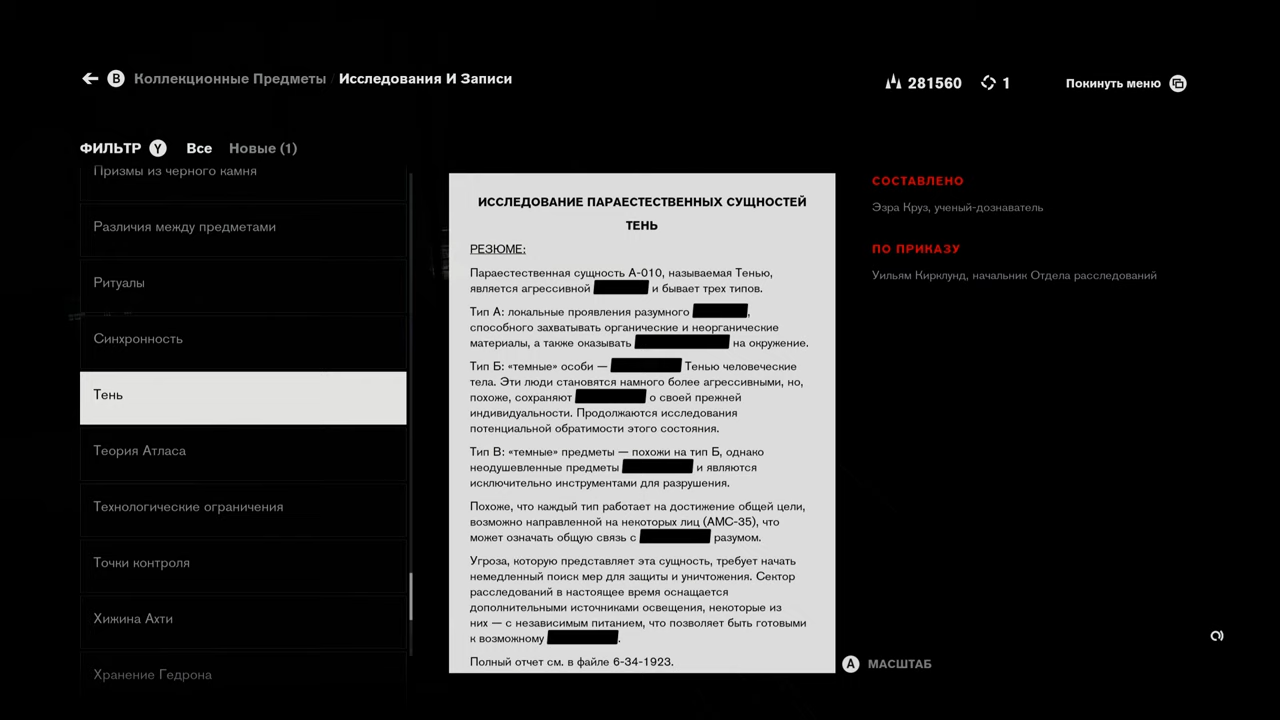 B Коллекционные Предметы / Исследования И Записи
281560 1 Покинуть меню
ФИЛЬТР Y Все Новые (1)
Призмы из черного камня
Различия между предметами
Ритуалы
Синхронность
Тень
Теория Атласа
Технологические ограничения
Точки контроля
Хижина Ахти
Хранение Гедрона
ИССЛЕДОВАНИЕ ПАРАЕСТЕСТВЕННЫХ СУЩНОСТЕЙ
ТЕНЬ
РЕЗЮМЕ:
Параестественная сущность А-010, называемая Тенью,
является агрессивной и бывает трех типов.
Тип А: локальные проявления разумного ,
способного захватывать органические и неорганические
материалы, а также оказывать на окружение.
Тип Б: «темные» особи — Тенью человеческие
тела. Эти люди становятся намного более агрессивными, но,
похоже, сохраняют о своей прежней
индивидуальности. Продолжаются исследования
потенциальной обратимости этого состояния.
Тип В: «темные» предметы — похожи на тип Б, однако
неодушевленные предметы и являются
исключительно инструментами для разрушения.
Похоже, что каждый тип работает на достижение общей цели,
возможно направленной на некоторых лиц (АМС-35), что
может означать общую связь с разумом.
Угроза, которую представляет эта сущность, требует начать
немедленный поиск мер для защиты и уничтожения. Сектор
расследований в настоящее время оснащается
дополнительными источниками освещения, некоторые из
них — с независимым питанием, что позволяет быть готовыми
к возможному .
Полный отчет см. в файле 6-34-1923.
СОСТАВЛЕНО
Эзра Круз, ученый-дознаватель
ПО ПРИКАЗУ
Уильям Кирклунд, начальник Отдела расследований
A МАСШТАБ